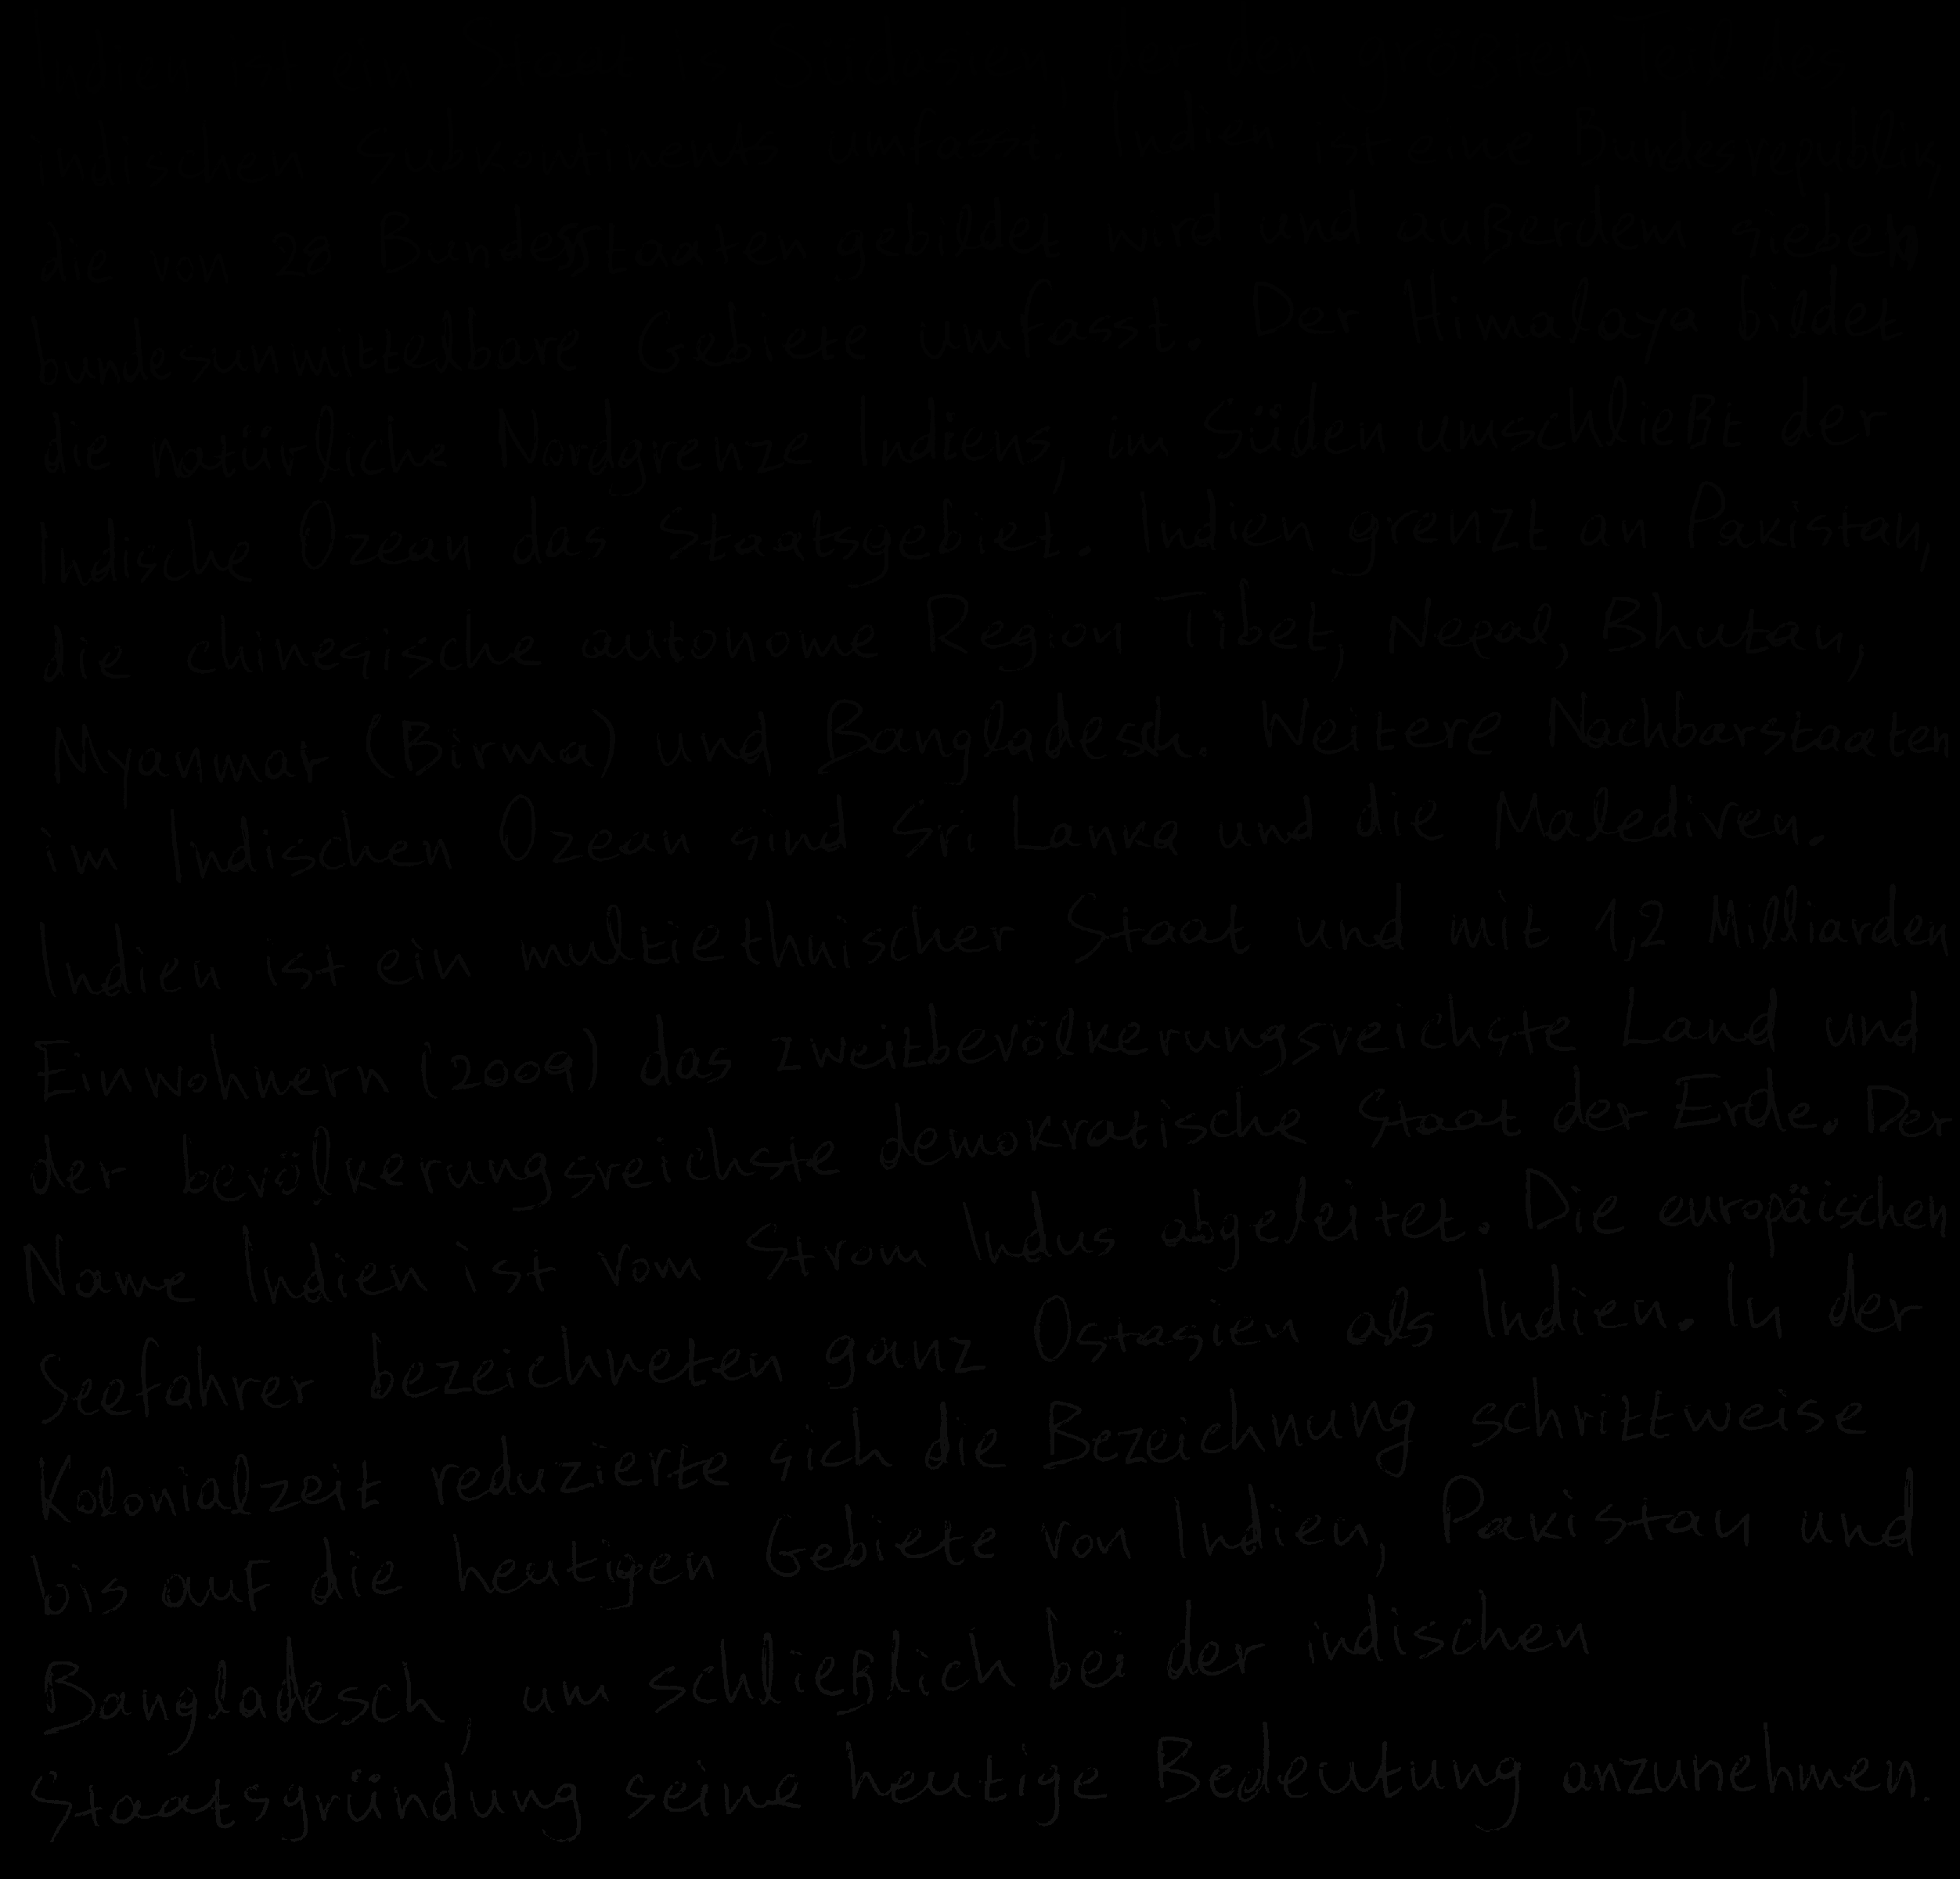 indischen Subkontinents umfasst. Indien ist eine Bundesrepublik,
die von 28 Bundesstaaten gebildet wird und außerdem sieben
bundesunmittelbare Gebiete umfasst. Der Himalaya bildet
die natürliche Nordgrenze Indiens, im Süden umschließt der
Indische Ozean das Staatsgebiet. Indien grenzt an Pakistan,
die chinesische autonome Region Tibet, Nepal, Bhutan,
Myanmar (Birma) und Bangladesch. Weitere Nachbarstaaten
im Indischen Ozean sind Sri Lanka und die Malediven.
Indien ist ein multiethnischer Staat und mit 1,2 Milliarden
Einwohnern (2009) das zweitbevölkerungsreichste Land und
der bevölkerungsreichste demokratische Staat der Erde. Der
Name Indien ist vom Strom Indus abgeleitet. Die europäischen
Seefahrer bezeichneten ganz Ostasien als Indien. In der
Kolonialzeit reduzierte sich die Bezeichnung schrittweise
bis auf die heutigen Gebiete von Indien, Pakistan und
Bangladesch, um schließlich bei der indischen
Staatsgründung seine heutige Bedeutung anzunehmen.